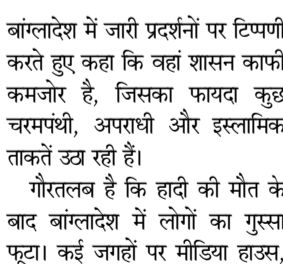 बांग्लादेश में जारी प्रदर्शनों पर टिप्पणी
करते हुए कहा कि वहां शासन काफी
कमजोर है, जिसका फायदा कुछ
चरमपंथी, अपराधी और इस्लामिक
ताकतें उठा रही हैं।
गौरतलब है कि हादी की मौत के
बाद बांग्लादेश में लोगों का गुस्सा
फूटा। कई जगहों पर मीडिया हाउस,